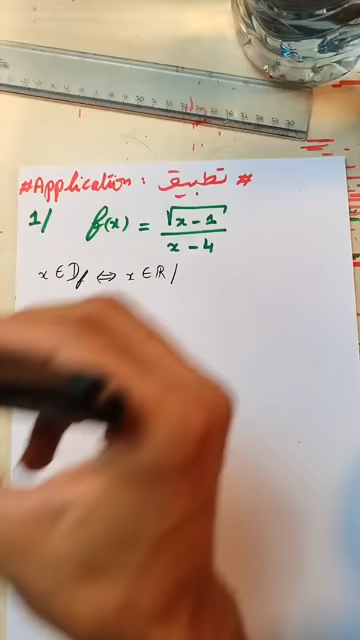 #Application: تطبيق #
1/ f(x) = √x-1 / x-4
x ∈ Df ⇔ x ∈ ℝ /